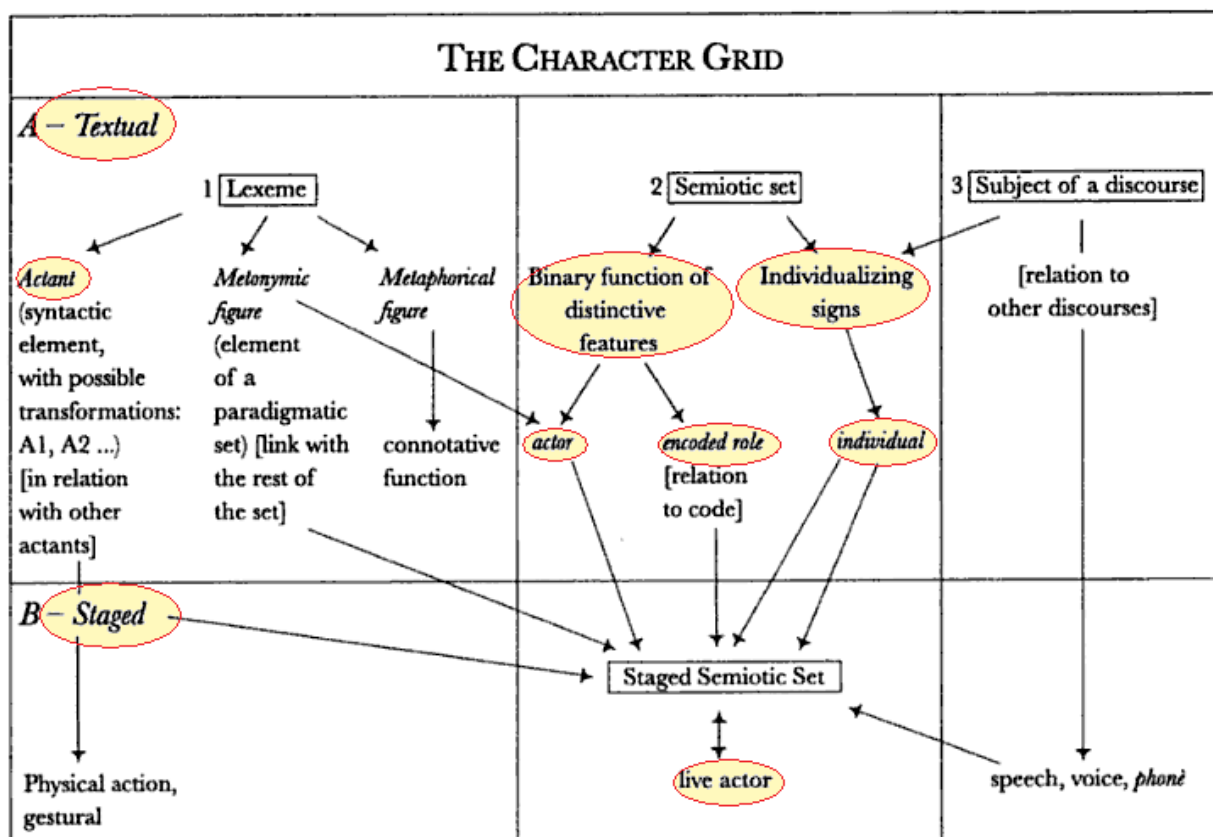 THE CHARACTER GRID
A – Textual
1 Lexeme
2 Semiotic set
3 Subject of a discourse
Actant
(syntactic
element,
with possible
transformations:
A1, A2 ...)
[in relation
with other
actants]
Metonymic
figure
(element
of a
paradigmatic
set) [link with
the rest of
the set]
Metaphorical
figure
connotative
function
Binary function of
distinctive
features
Individualizing
signs
[relation to
other discourses]
actor
encoded role
[relation
to code]
individual
B – Staged
Staged Semiotic Set
Physical action,
gestural
live actor
speech, voice, phonè